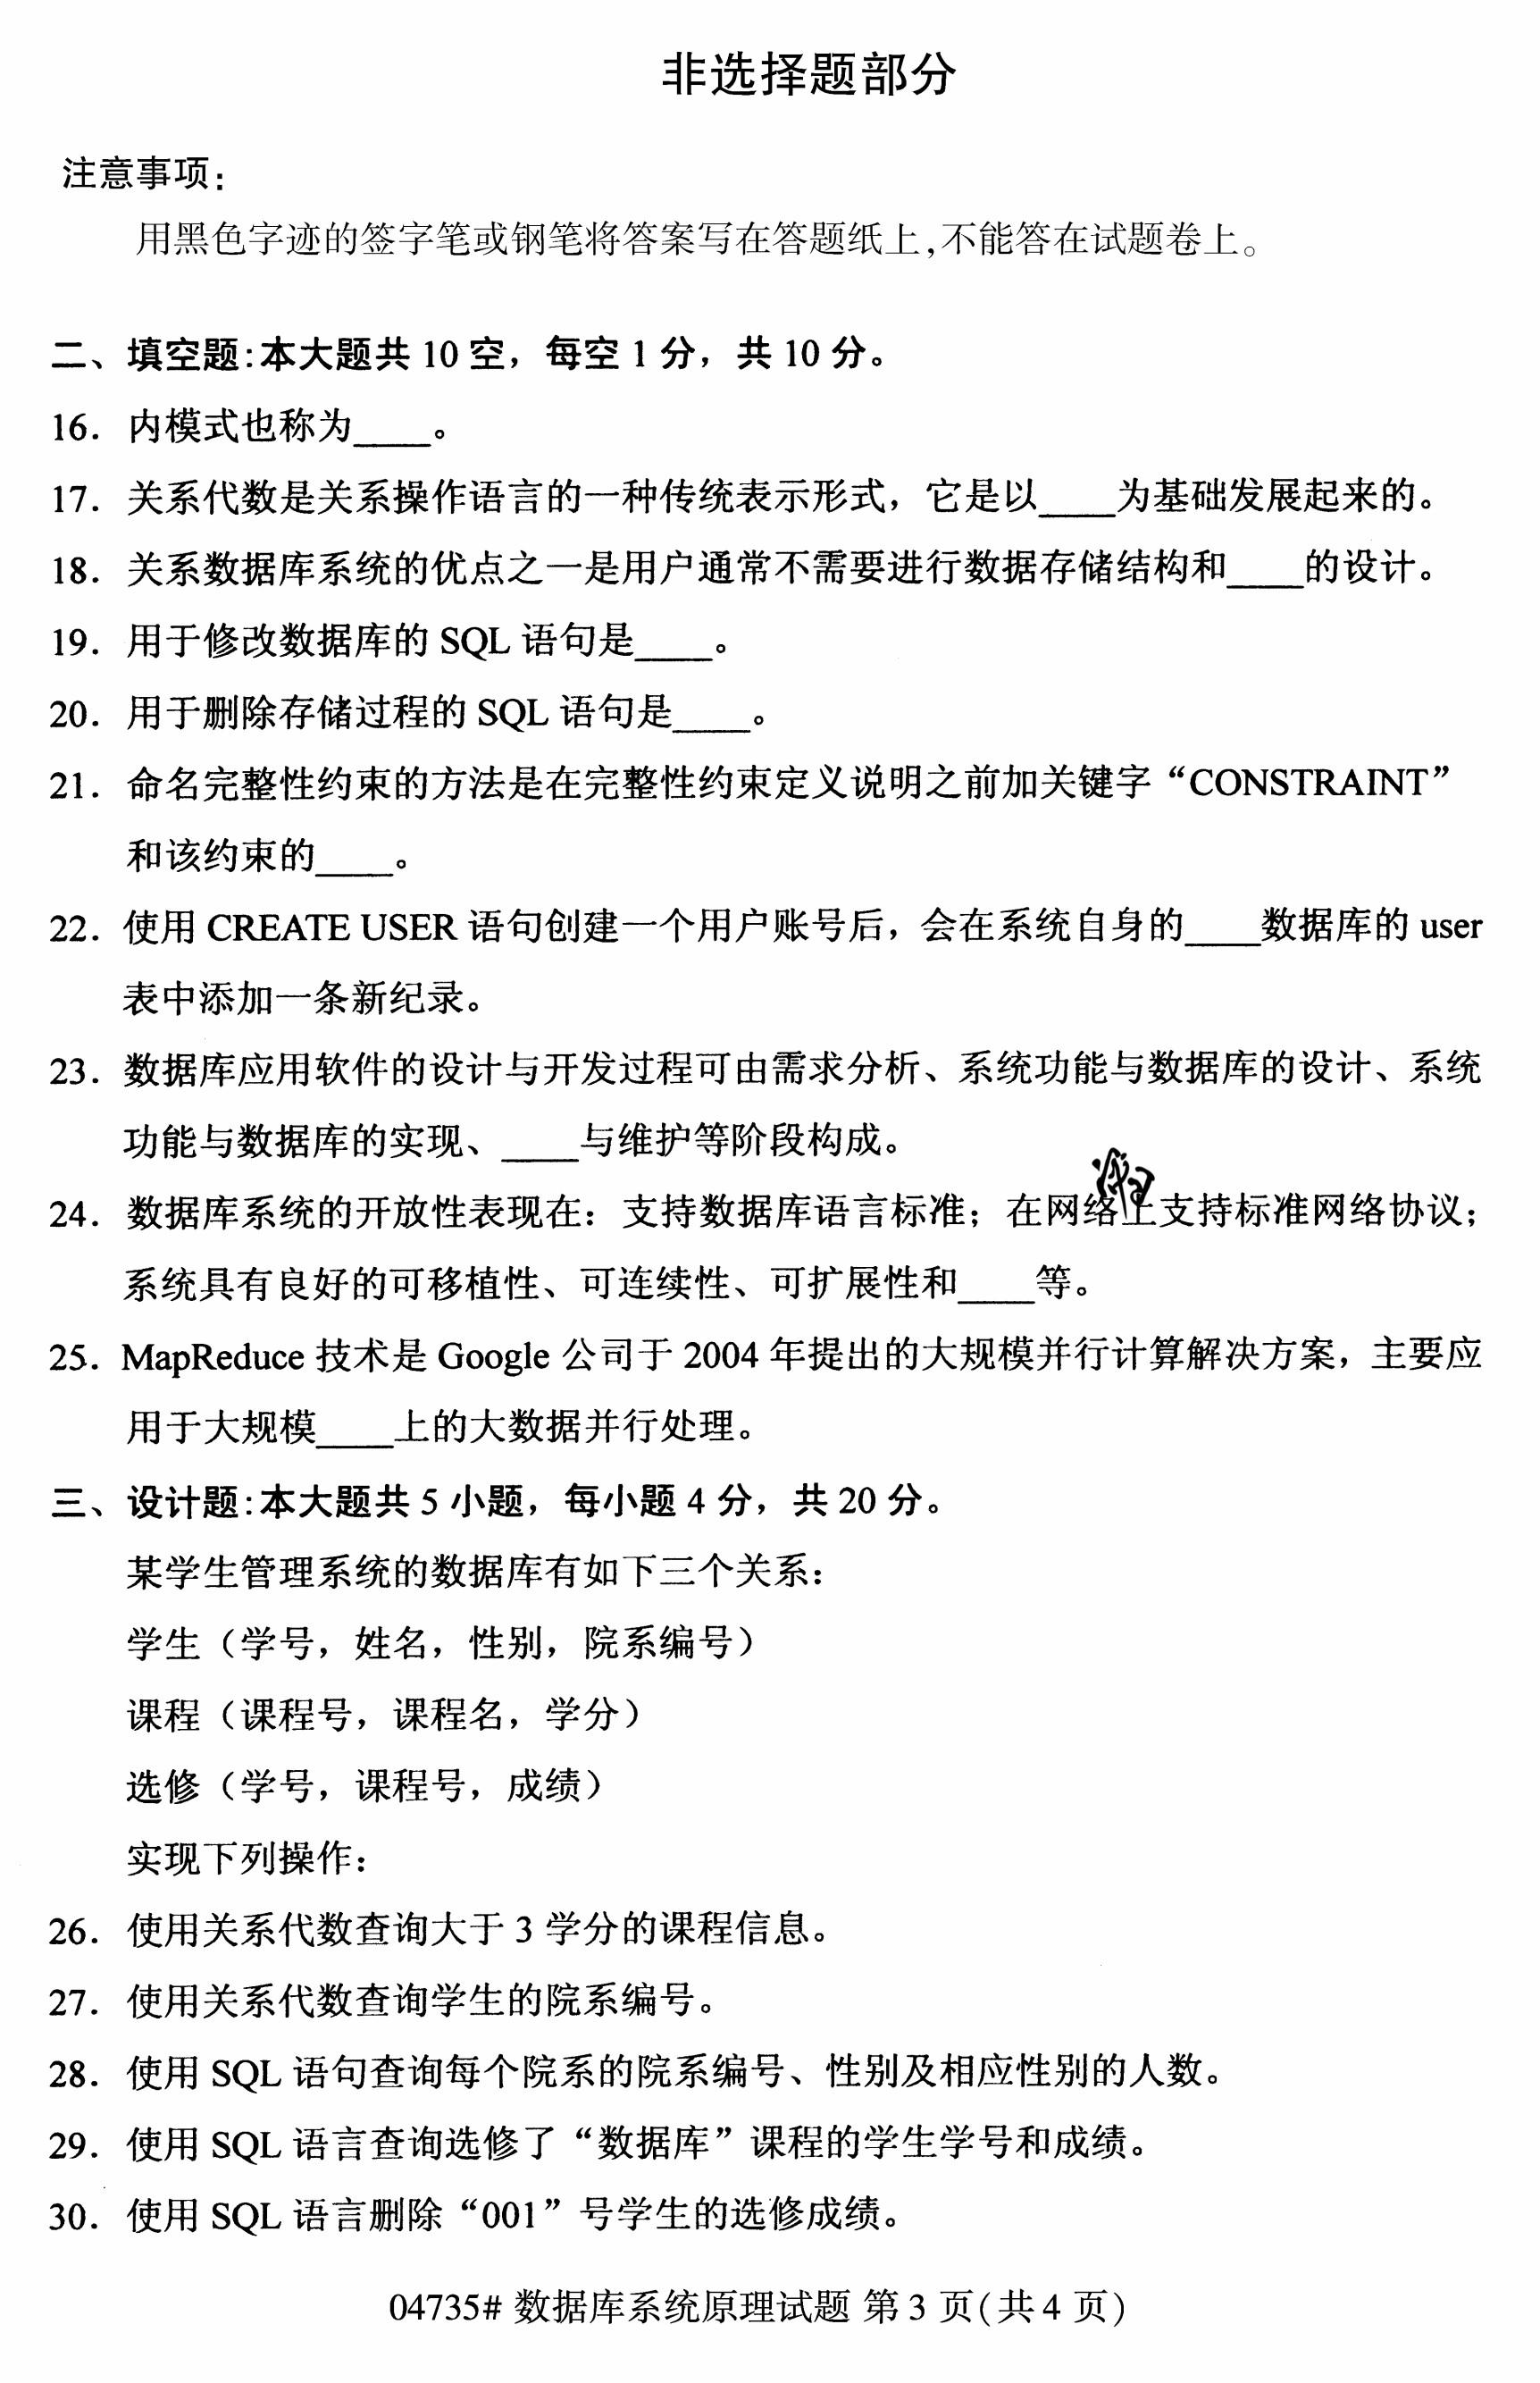 非选择题部分
注意事项：
用黑色字迹的签字笔或钢笔将答案写在答题纸上,不能答在试题卷上。
二、填空题:本大题共 10 空，每空 1 分，共 10 分。
16．内模式也称为____。
17．关系代数是关系操作语言的一种传统表示形式，它是以____为基础发展起来的。
18．关系数据库系统的优点之一是用户通常不需要进行数据存储结构和____的设计。
19．用于修改数据库的 SQL 语句是____。
20．用于删除存储过程的 SQL 语句是____。
21．命名完整性约束的方法是在完整性约束定义说明之前加关键字“CONSTRAINT”
和该约束的____。
22．使用 CREATE USER 语句创建一个用户账号后，会在系统自身的____数据库的 user
表中添加一条新纪录。
23．数据库应用软件的设计与开发过程可由需求分析、系统功能与数据库的设计、系统
功能与数据库的实现、____与维护等阶段构成。
24．数据库系统的开放性表现在：支持数据库语言标准；在网络上支持标准网络协议；
系统具有良好的可移植性、可连续性、可扩展性和____等。
25．MapReduce 技术是 Google 公司于 2004 年提出的大规模并行计算解决方案，主要应
用于大规模____上的大数据并行处理。
三、设计题:本大题共 5 小题，每小题 4 分，共 20 分。
某学生管理系统的数据库有如下三个关系：
学生（学号，姓名，性别，院系编号）
课程（课程号，课程名，学分）
选修（学号，课程号，成绩）
实现下列操作：
26．使用关系代数查询大于 3 学分的课程信息。
27．使用关系代数查询学生的院系编号。
28．使用 SQL 语句查询每个院系的院系编号、性别及相应性别的人数。
29．使用 SQL 语言查询选修了“数据库”课程的学生学号和成绩。
30．使用 SQL 语言删除“001”号学生的选修成绩。
04735# 数据库系统原理试题 第 3 页(共 4 页)